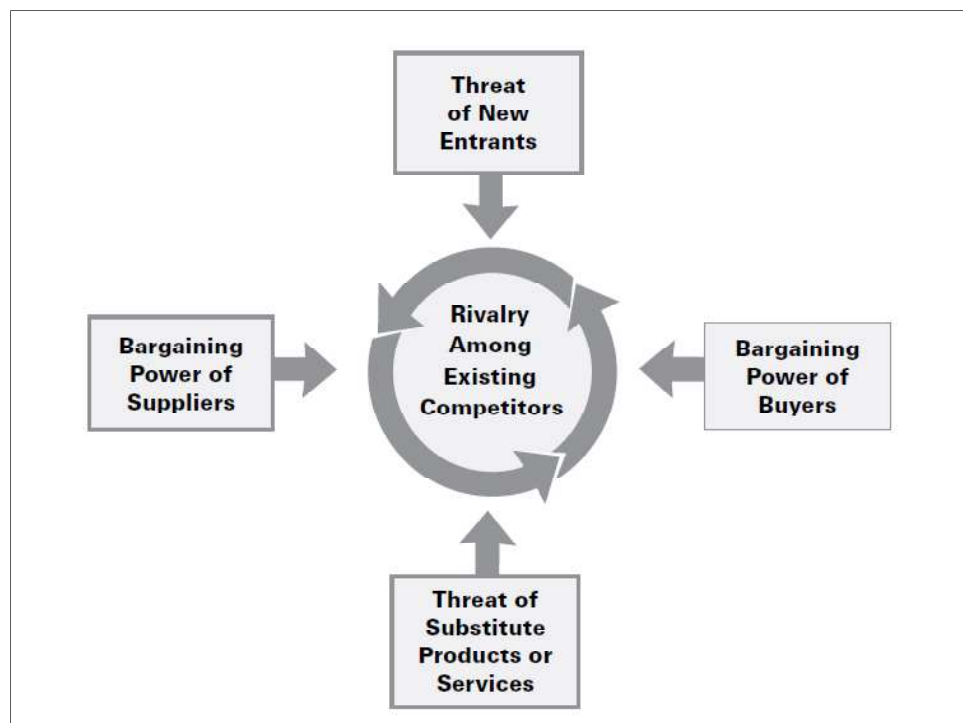 Threat
of New
Entrants
Rivalry
Among
Existing
Competitors
Bargaining
Power of
Suppliers
Bargaining
Power of
Buyers
Threat of
Substitute
Products or
Services